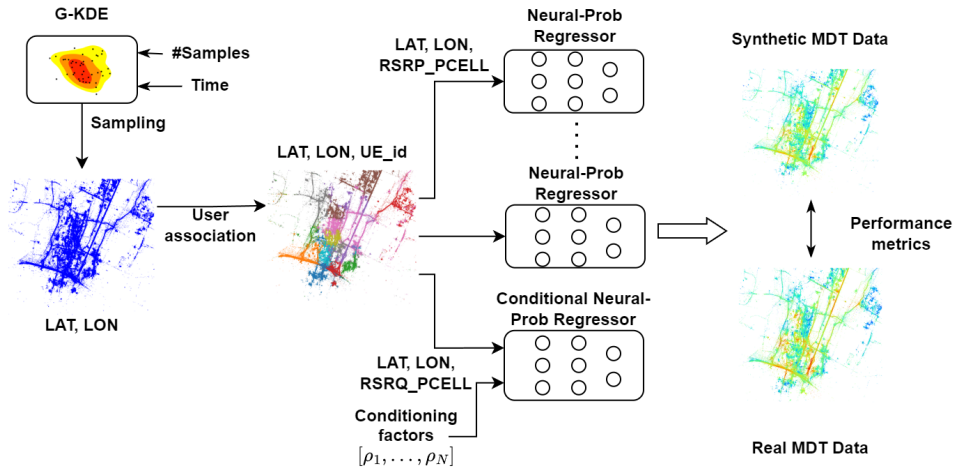 G-KDE
#Samples
Time
Sampling
LAT, LON
User
association
LAT, LON, UE_id
LAT, LON,
RSRP_PCELL
Neural-Prob
Regressor
Neural-Prob
Regressor
Conditional Neural-
Prob Regressor
LAT, LON,
RSRQ_PCELL
Conditioning
factors
[ρ₁, . . . , ρ_N]
Synthetic MDT Data
Performance
metrics
Real MDT Data